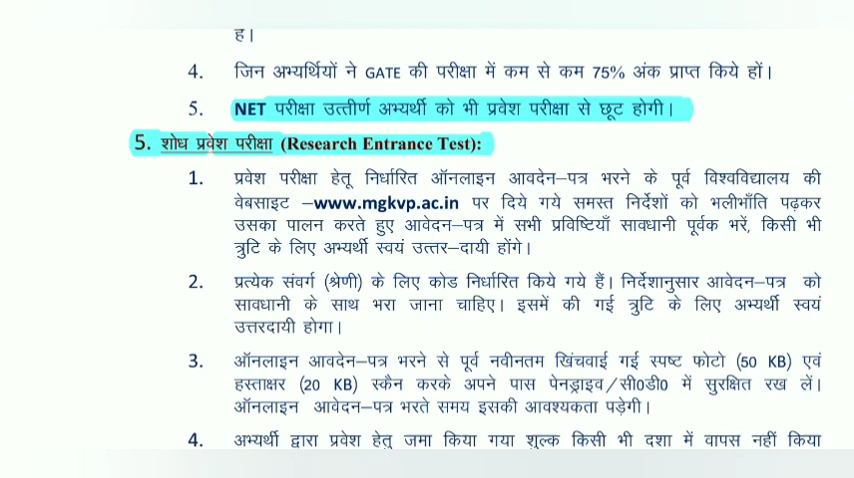 है।
4. जिन अभ्यर्थियों ने GATE की परीक्षा में कम से कम 75% अंक प्राप्त किये हों।
5. NET परीक्षा उत्तीर्ण अभ्यर्थी को भी प्रवेश परीक्षा से छूट होगी।
5. शोध प्रवेश परीक्षा (Research Entrance Test):
1. प्रवेश परीक्षा हेतू निर्धारित ऑनलाइन आवदेन–पत्र भरने के पूर्व विश्वविद्यालय की
वेबसाइट –www.mgkvp.ac.in पर दिये गये समस्त निर्देशों को भलीभाँति पढ़कर
उसका पालन करते हुए आवेदन–पत्र में सभी प्रविष्टियाँ सावधानी पूर्वक भरें, किसी भी
त्रुटि के लिए अभ्यर्थी स्वयं उत्तर–दायी होंगे।
2. प्रत्येक संवर्ग (श्रेणी) के लिए कोड निर्धारित किये गये हैं। निर्देशानुसार आवेदन–पत्र को
सावधानी के साथ भरा जाना चाहिए। इसमें की गई त्रुटि के लिए अभ्यर्थी स्वयं
उत्तरदायी होगा।
3. ऑनलाइन आवदेन–पत्र भरने से पूर्व नवीनतम खिंचवाई गई स्पष्ट फोटो (50 KB) एवं
हस्ताक्षर (20 KB) स्कैन करके अपने पास पेनड्राइव/सी0डी0 में सुरक्षित रख लें।
ऑनलाइन आवदेन–पत्र भरते समय इसकी आवश्यकता पड़ेगी।
4. अभ्यर्थी द्वारा प्रवेश हेतु जमा किया गया शुल्क किसी भी दशा में वापस नहीं किया